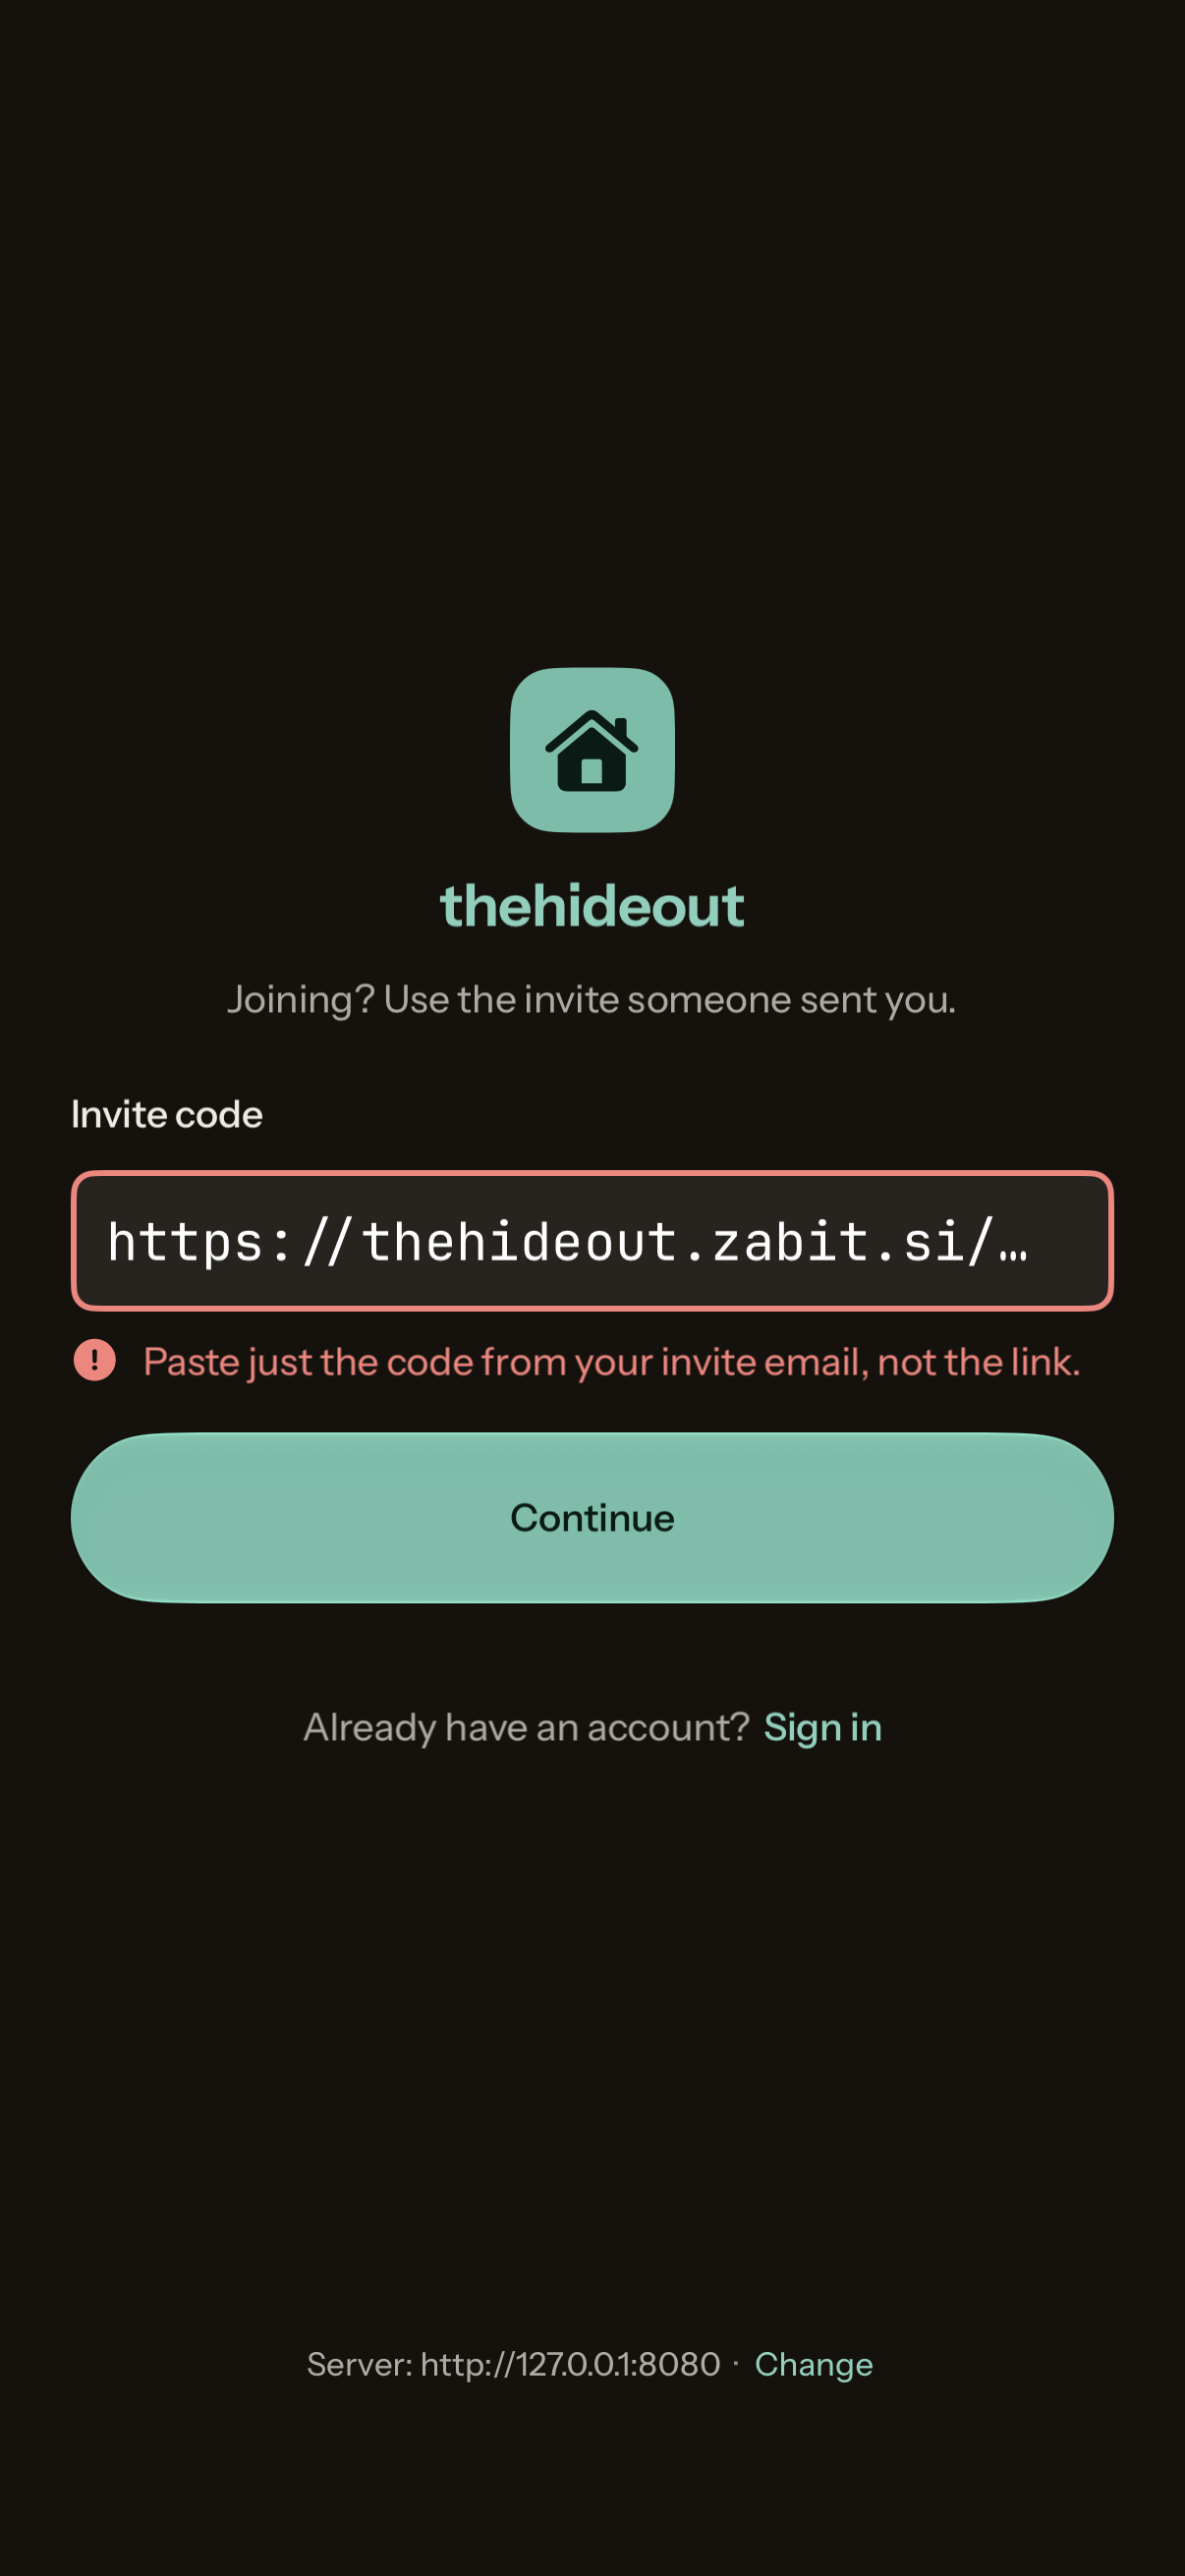 thehideout
Joining? Use the invite someone sent you.
Invite code
https://thehideout.zabit.si/…
Paste just the code from your invite email, not the link.
Continue
Already have an account? Sign in
Server: http://127.0.0.1:8080 · Change